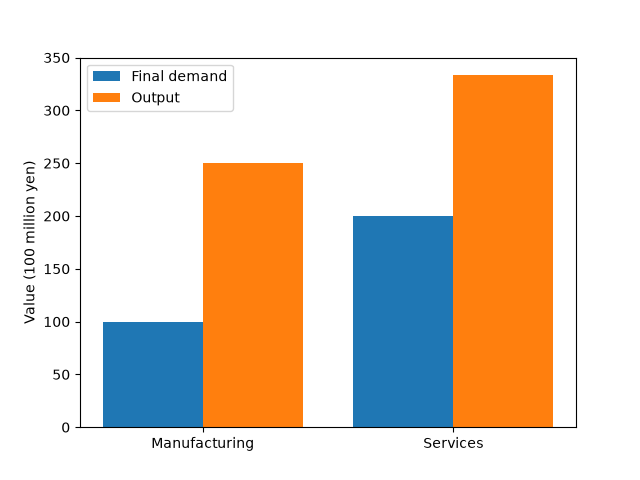 Final demand
Output
Value (100 million yen)
350
300
250
200
150
100
50
0
Manufacturing
Services